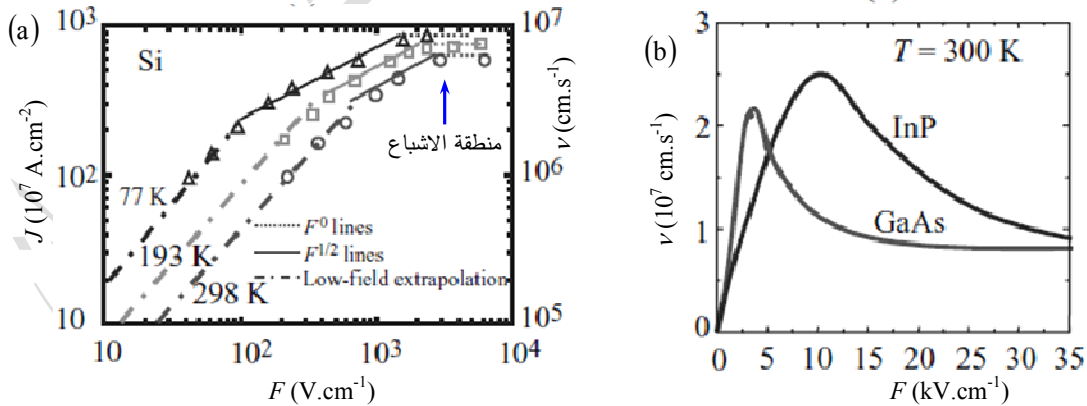 (a)
Si
10³
10²
10
J (10⁷ A.cm⁻²)
10⁷
10⁶
10⁵
v (cm.s⁻¹)
منطقة الاشباع
77 K
193 K
298 K
F⁰ lines
F¹ᐟ² lines
Low-field extrapolation
10 10² 10³ 10⁴
F (V.cm⁻¹)
(b)
T = 300 K
InP
GaAs
3
2
1
0
v (10⁷ cm.s⁻¹)
0 5 10 15 20 25 30 35
F (kV.cm⁻¹)